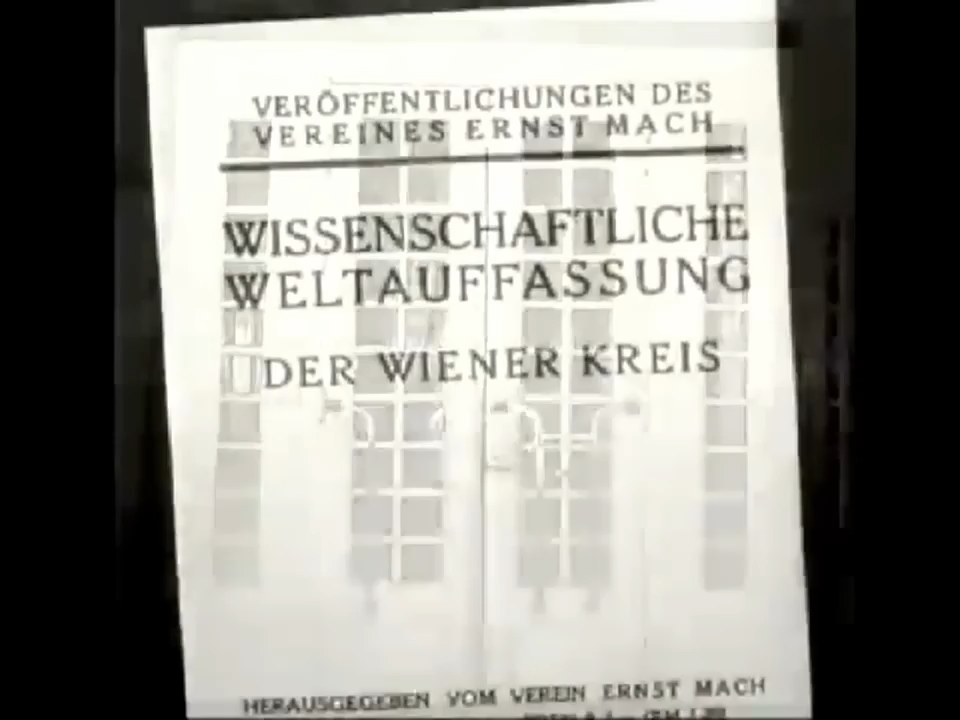 VERÖFFENTLICHUNGEN DES
VEREINES ERNST MACH
WISSENSCHAFTLICHE
WELTAUFFASSUNG
DER WIENER KREIS
HERAUSGEGEBEN VOM VEREIN ERNST MACH